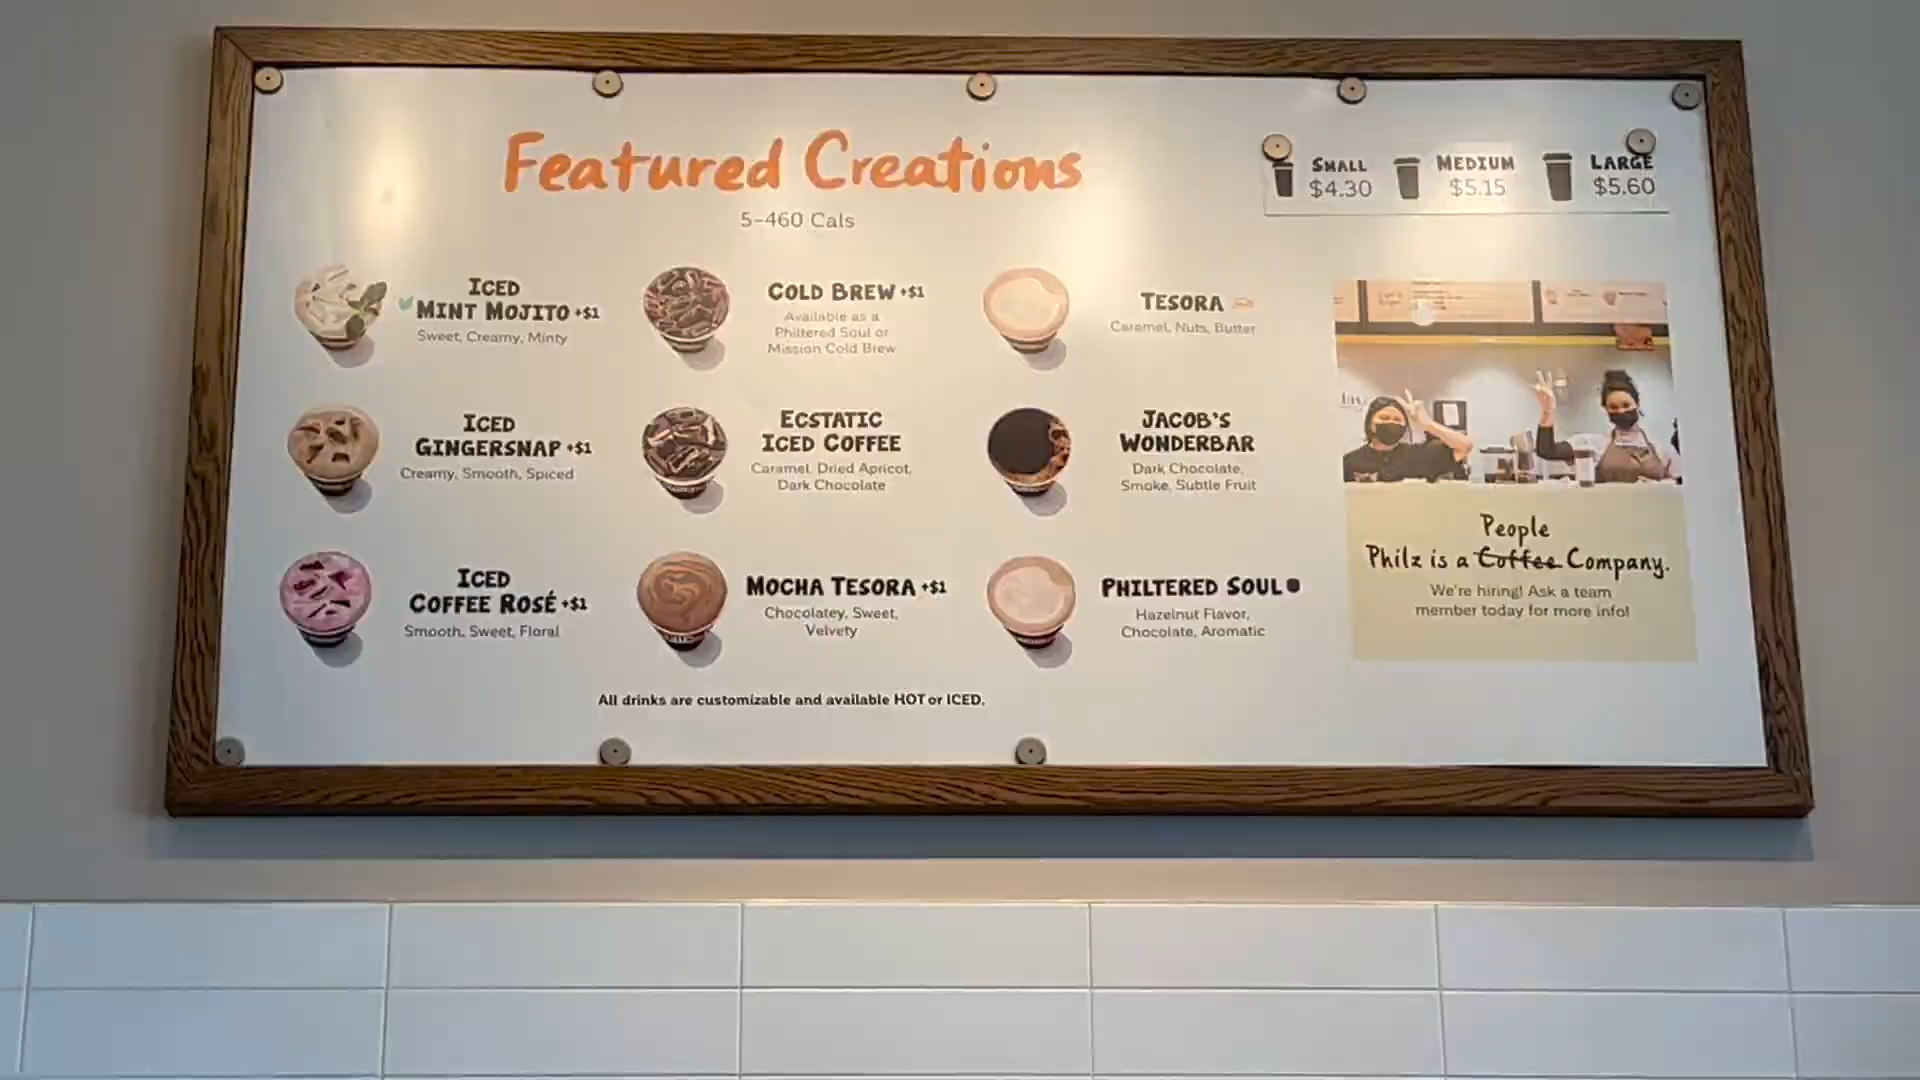 Featured Creations
5-460 Cals
SMALL
$4.30
MEDIUM
$5.15
LARGE
$5.60
ICED
MINT MOJITO +$1
Sweet, Creamy, Minty
COLD BREW +$1
Available as a
Philtered Soul or
Mission Cold Brew
TESORA
Caramel, Nuts, Butter
ICED
GINGERSNAP +$1
Creamy, Smooth, Spiced
ECSTATIC
ICED COFFEE
Caramel, Dried Apricot,
Dark Chocolate
JACOB'S
WONDERBAR
Dark Chocolate,
Smoke, Subtle Fruit
ICED
COFFEE ROSÉ +$1
Smooth, Sweet, Floral
MOCHA TESORA +$1
Chocolatey, Sweet,
Velvety
PHILTERED SOUL
Hazelnut Flavor,
Chocolate, Aromatic
People
Philz is a Coffee Company.
We're hiring! Ask a team
member today for more info!
All drinks are customizable and available HOT or ICED.